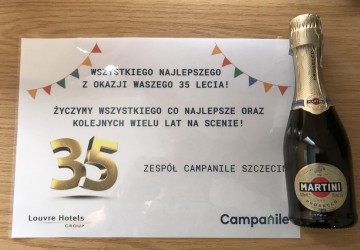 WSZYSTKIEGO NAJLEPSZEGO
Z OKAZJI WASZEGO 35 LECIA!
ŻYCZYMY WSZYSTKIEGO CO NAJLEPSZE ORAZ
KOLEJNYCH WIELU LAT NA SCENIE!
35
ZESPÓŁ CAMPANILE SZCZECIN
Louvre Hotels
GROUP
Campanile
MARTINI
PROSECCO